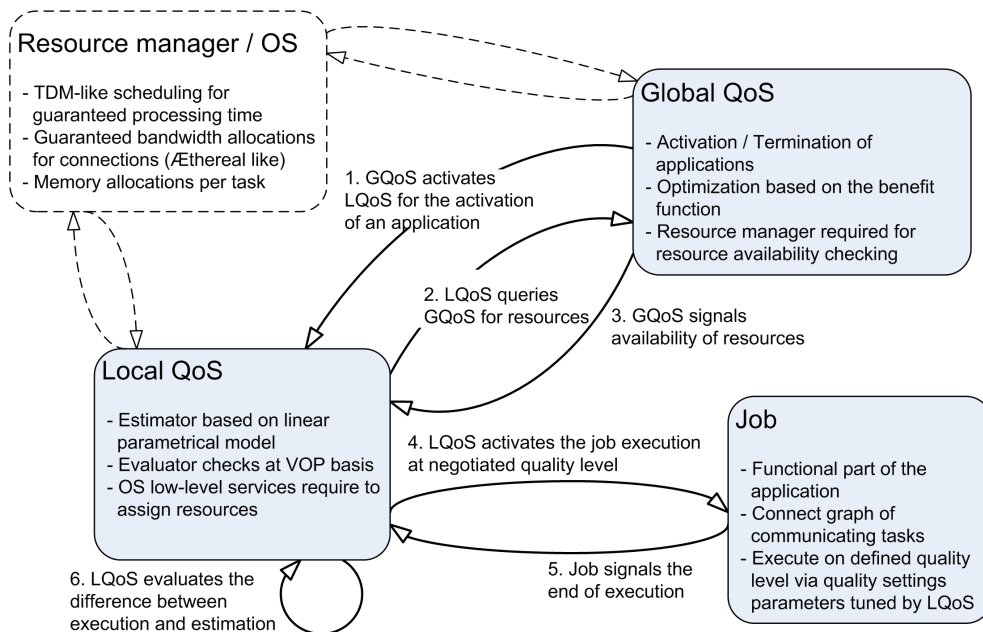 Resource manager / OS
- TDM-like scheduling for
guaranteed processing time
- Guaranteed bandwidth allocations
for connections (Æthereal like)
- Memory allocations per task
Global QoS
- Activation / Termination of
applications
- Optimization based on the benefit
function
- Resource manager required for
resource availability checking
1. GQoS activates
LQoS for the activation
of an application
2. LQoS queries
GQoS for resources
3. GQoS signals
availability of resources
Local QoS
- Estimator based on linear
parametrical model
- Evaluator checks at VOP basis
- OS low-level services require to
assign resources
4. LQoS activates the job execution
at negotiated quality level
Job
- Functional part of the
application
- Connect graph of
communicating tasks
- Execute on defined quality
level via quality settings
parameters tuned by LQoS
5. Job signals the
end of execution
6. LQoS evaluates the
difference between
execution and estimation